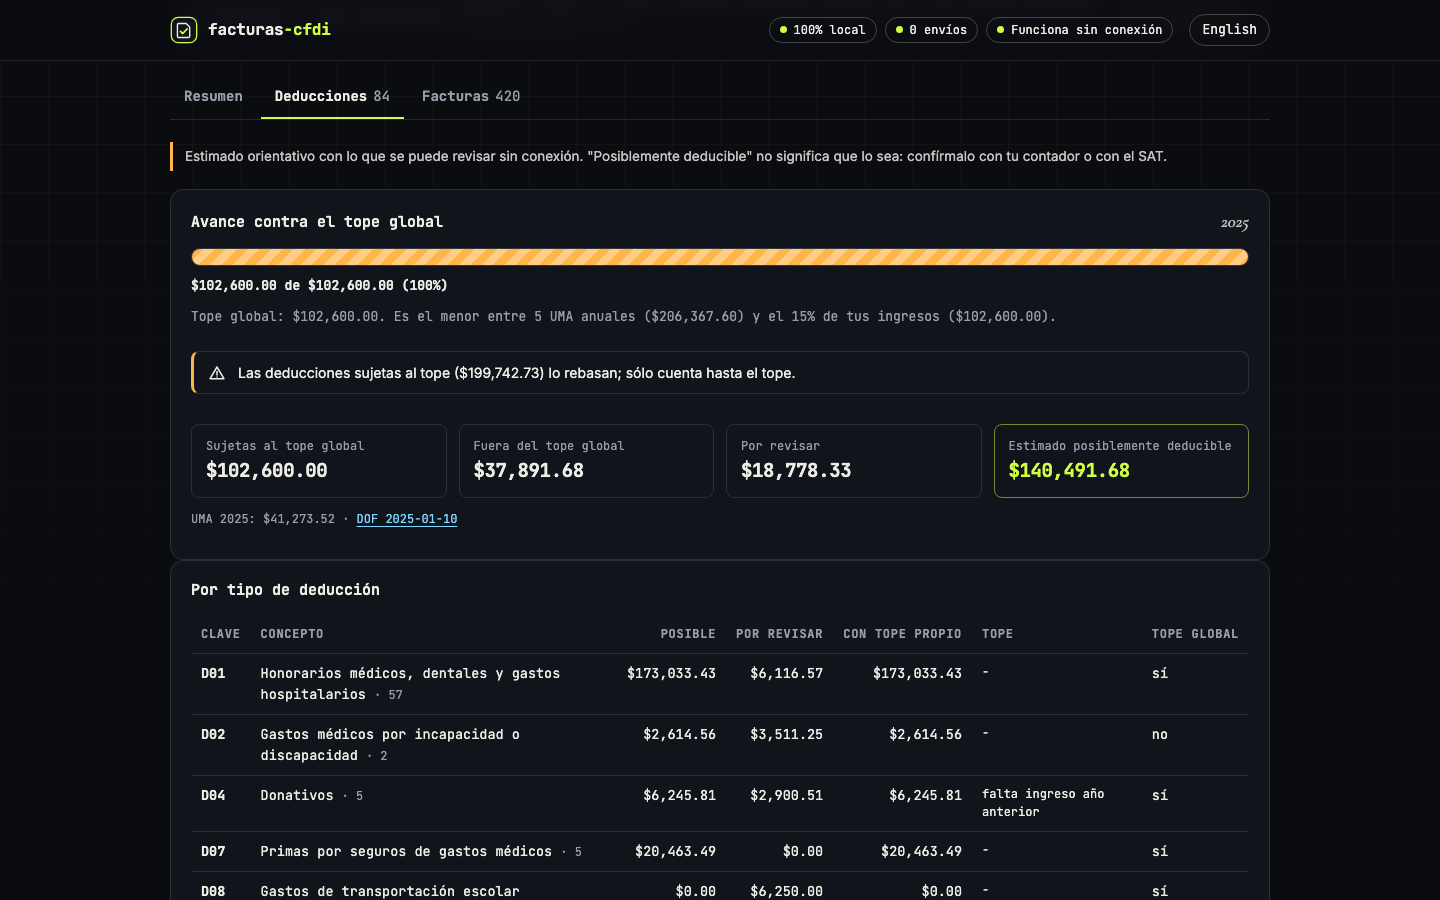 facturas-cfdi
100% local
0 envíos
Funciona sin conexión
English
Resumen
Deducciones 84
Facturas 420
Estimado orientativo con lo que se puede revisar sin conexión. "Posiblemente deducible" no significa que lo sea: confírmalo con tu contador o con el SAT.
Avance contra el tope global
2025
$102,600.00 de $102,600.00 (100%)
Tope global: $102,600.00. Es el menor entre 5 UMA anuales ($206,367.60) y el 15% de tus ingresos ($102,600.00).
Las deducciones sujetas al tope ($199,742.73) lo rebasan; sólo cuenta hasta el tope.
Sujetas al tope global
$102,600.00
Fuera del tope global
$37,891.68
Por revisar
$18,778.33
Estimado posiblemente deducible
$140,491.68
UMA 2025: $41,273.52 · DOF 2025-01-10
Por tipo de deducción
CLAVE CONCEPTO POSIBLE POR REVISAR CON TOPE PROPIO TOPE TOPE GLOBAL
D01 Honorarios médicos, dentales y gastos $173,033.43 $6,116.57 $173,033.43 - sí
hospitalarios · 57
D02 Gastos médicos por incapacidad o $2,614.56 $3,511.25 $2,614.56 - no
discapacidad · 2
D04 Donativos · 5 $6,245.81 $2,900.51 $6,245.81 falta ingreso año sí
anterior
D07 Primas por seguros de gastos médicos · 5 $20,463.49 $0.00 $20,463.49 - sí
D08 Gastos de transportación escolar $0.00 $6,250.00 $0.00 - sí